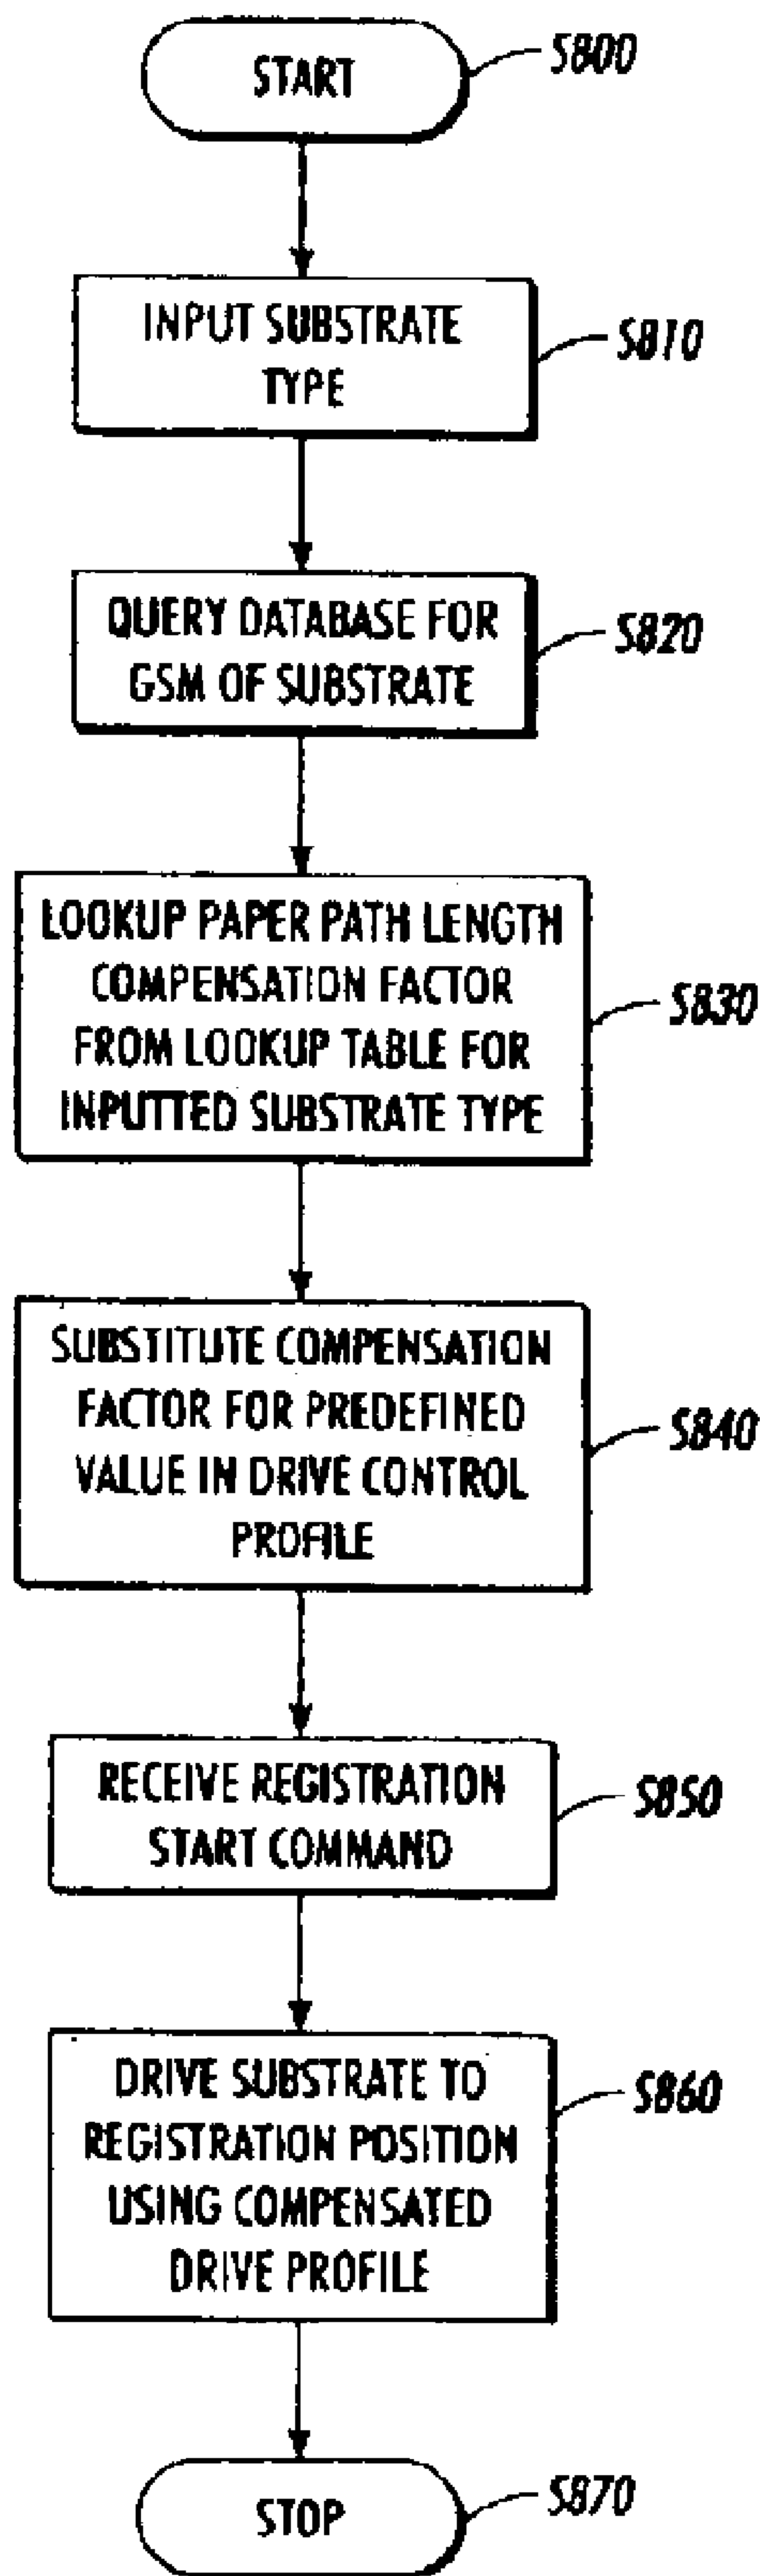 START
S800
INPUT SUBSTRATE
TYPE
S810
QUERY DATABASE FOR
GSM OF SUBSTRATE
S820
LOOKUP PAPER PATH LENGTH
COMPENSATION FACTOR
FROM LOOKUP TABLE FOR
INPUTTED SUBSTRATE TYPE
S830
SUBSTITUTE COMPENSATION
FACTOR FOR PREDEFINED
VALUE IN DRIVE CONTROL
PROFILE
S840
RECEIVE REGISTRATION
START COMMAND
S850
DRIVE SUBSTRATE TO
REGISTRATION POSITION
USING COMPENSATED
DRIVE PROFILE
S860
STOP
S870